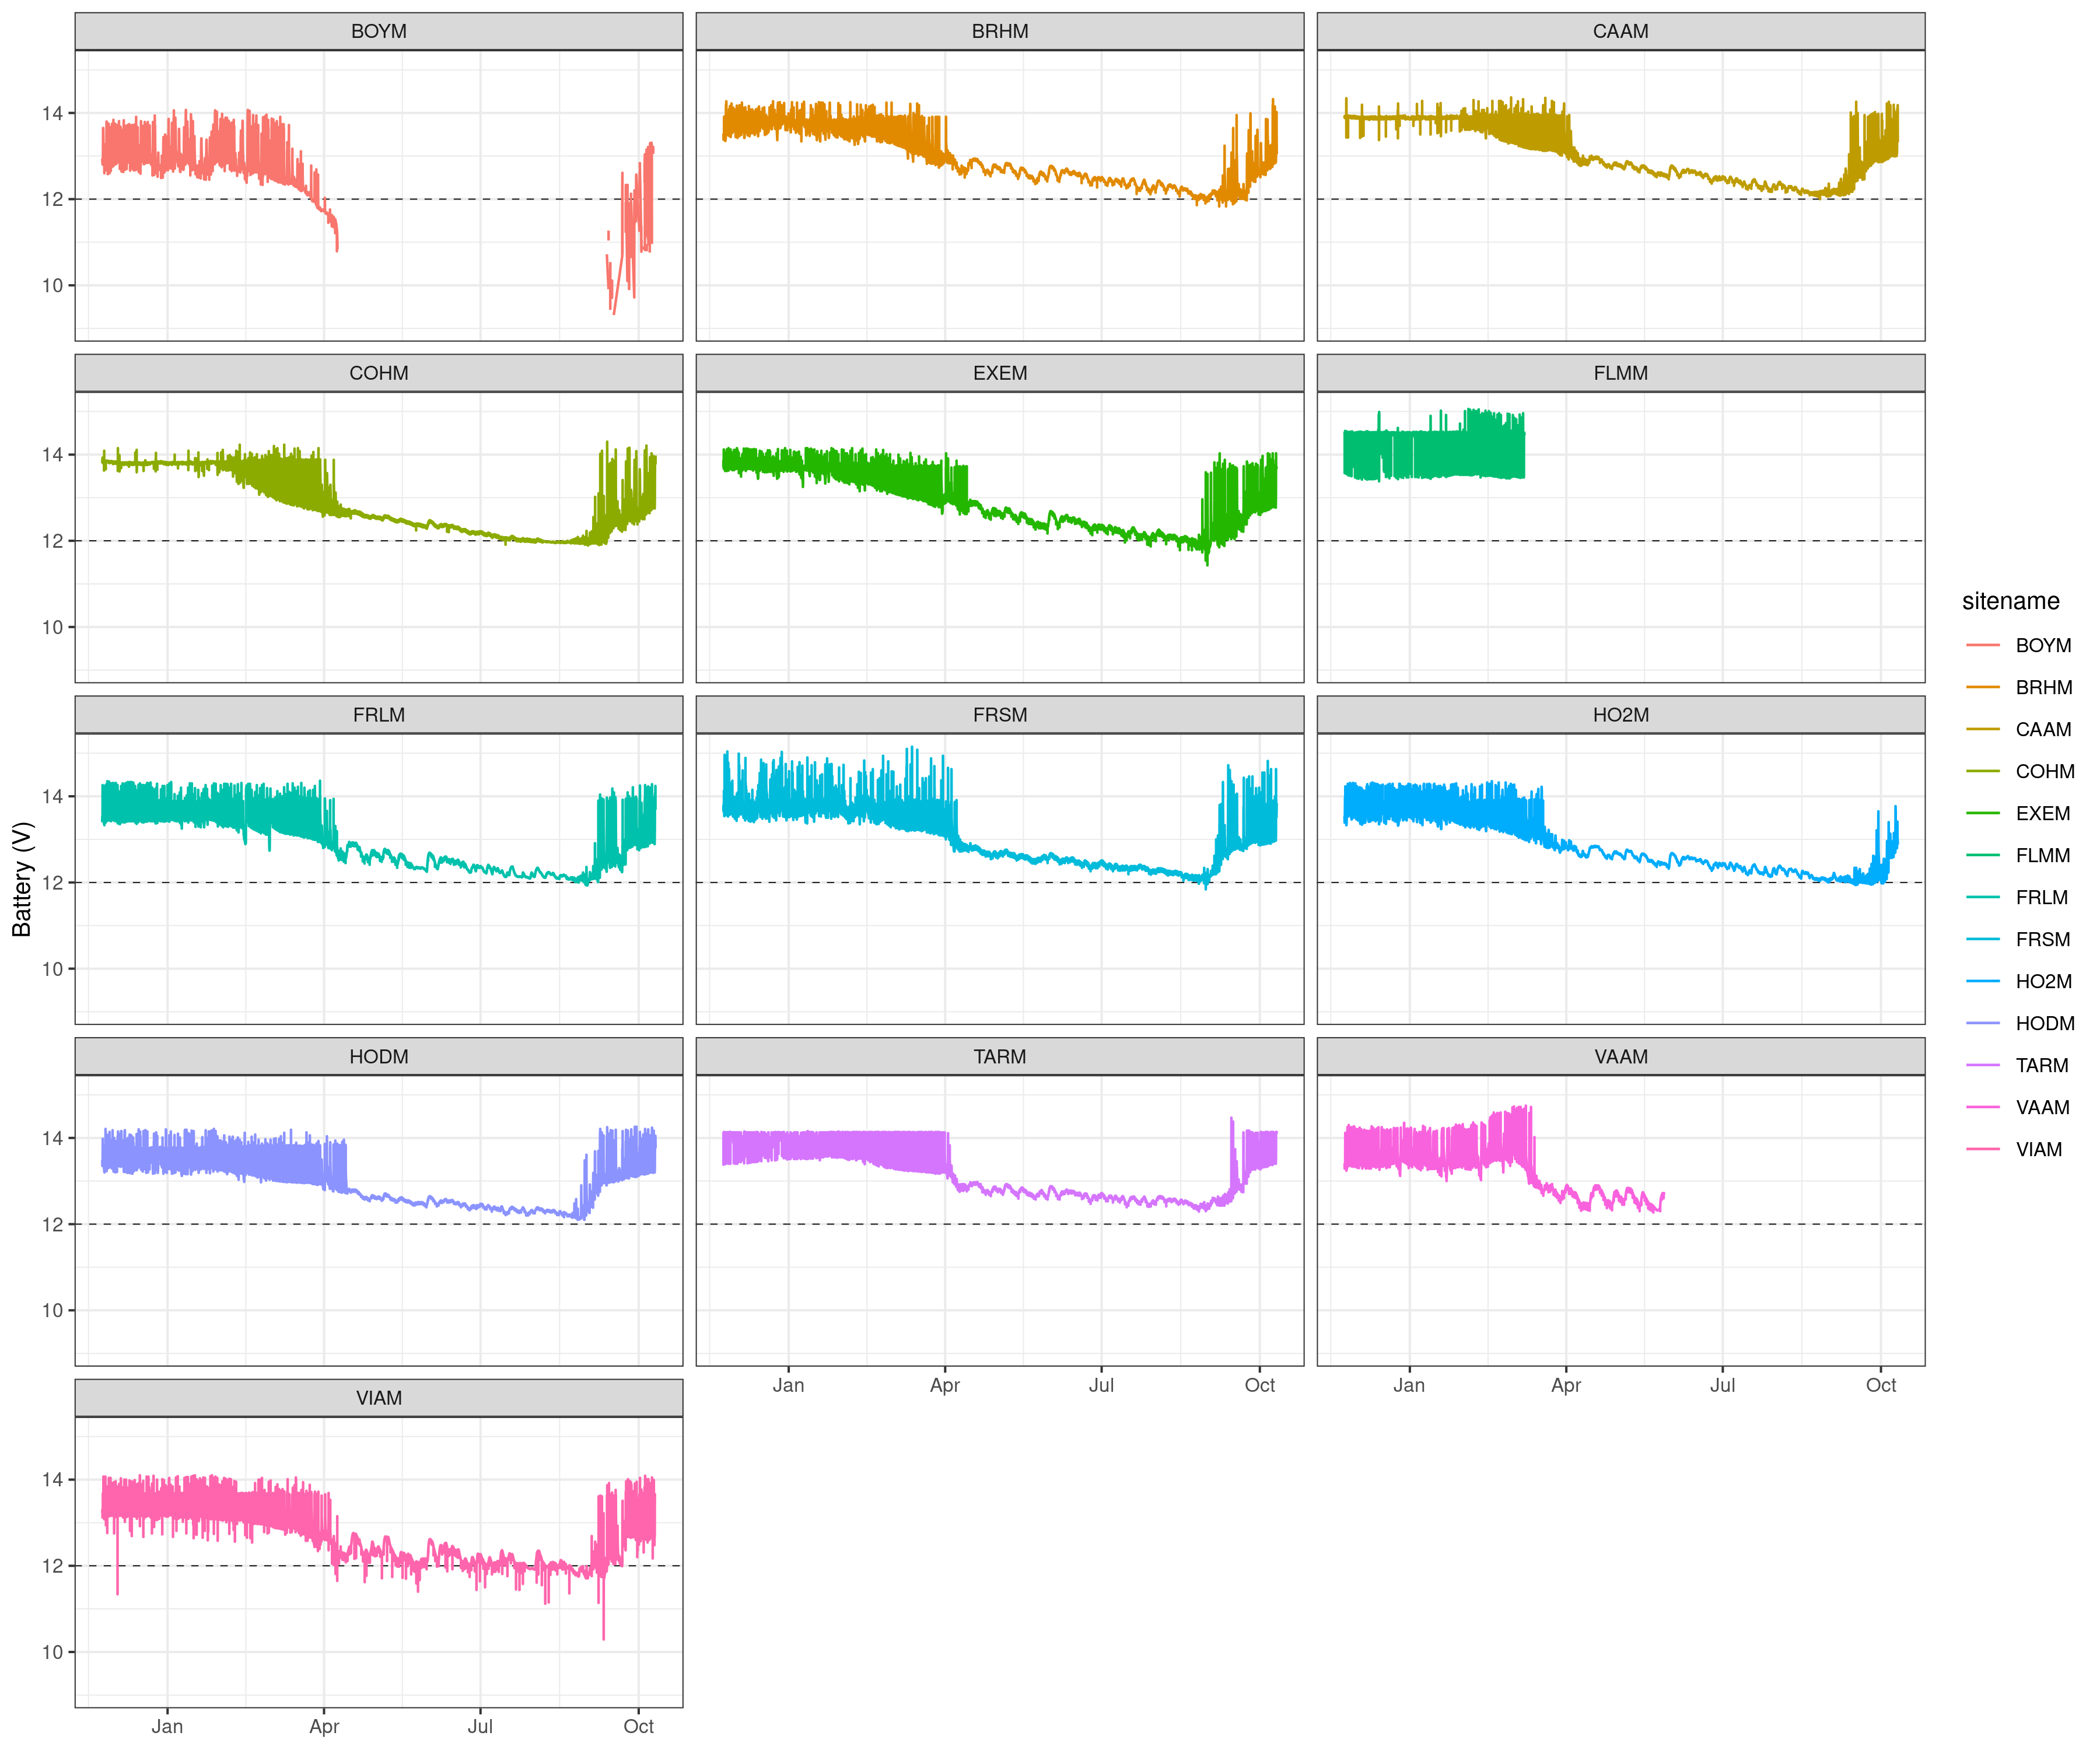 BOYM BRHM CAAM
14
12
10
COHM EXEM FLMM
14
12
10
FRLM FRSM HO2M
14
12
10
HODM TARM VAAM
14
12
10
Jan Apr Jul Oct Jan Apr Jul Oct
VIAM
14
12
10
Jan Apr Jul Oct
Battery (V)
sitename
BOYM
BRHM
CAAM
COHM
EXEM
FLMM
FRLM
FRSM
HO2M
HODM
TARM
VAAM
VIAM